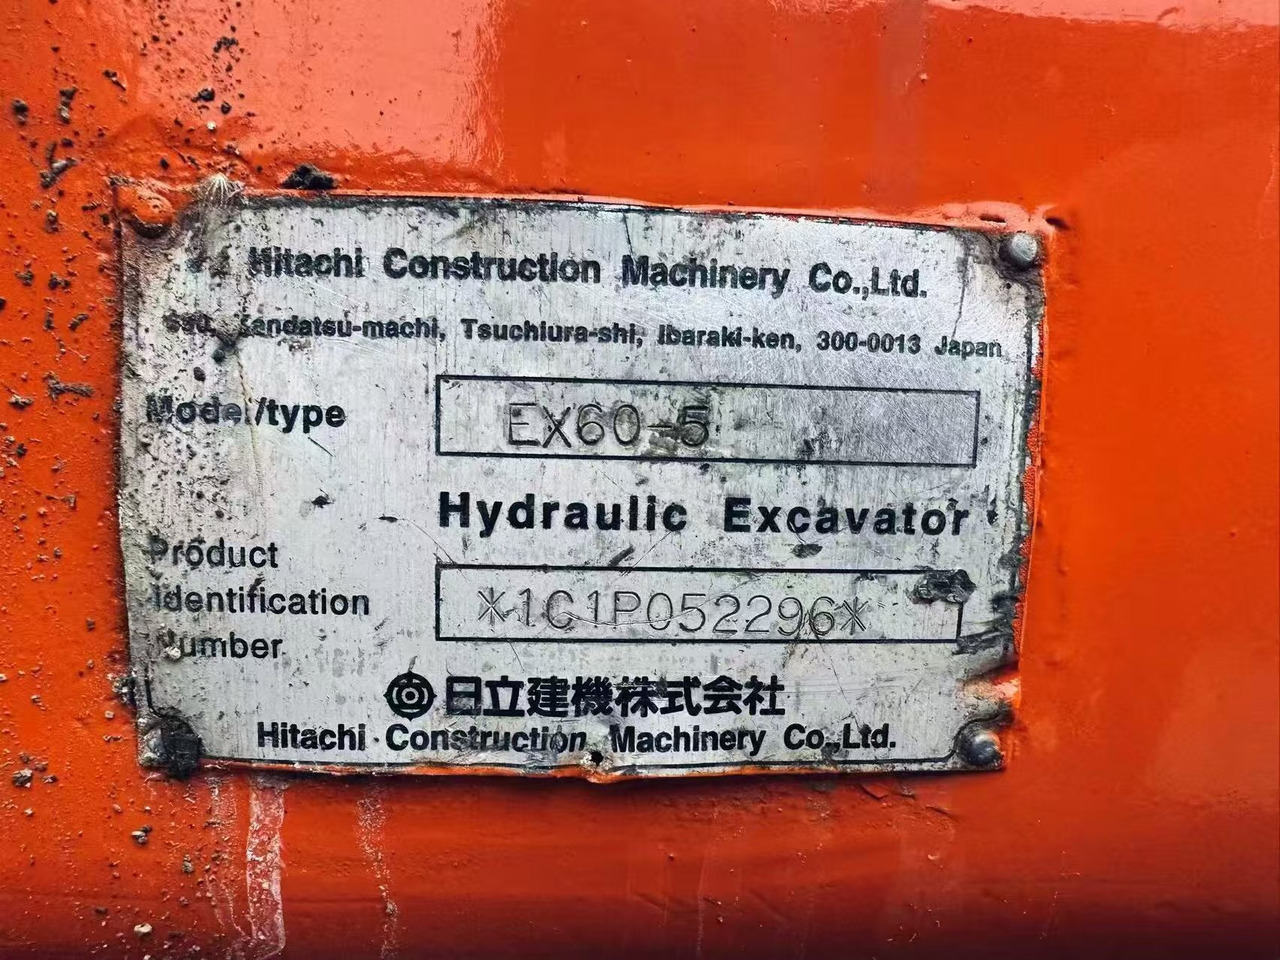 Hitachi Construction Machinery Co.,Ltd.
650, Kandatsu-machi, Tsuchiura-shi, Ibaraki-ken, 300-0013 Japan
Model/type
EX60-5
Hydraulic Excavator
Product
Identification
Number
*1C1P052296*
日立建機株式会社
Hitachi Construction Machinery Co.,Ltd.